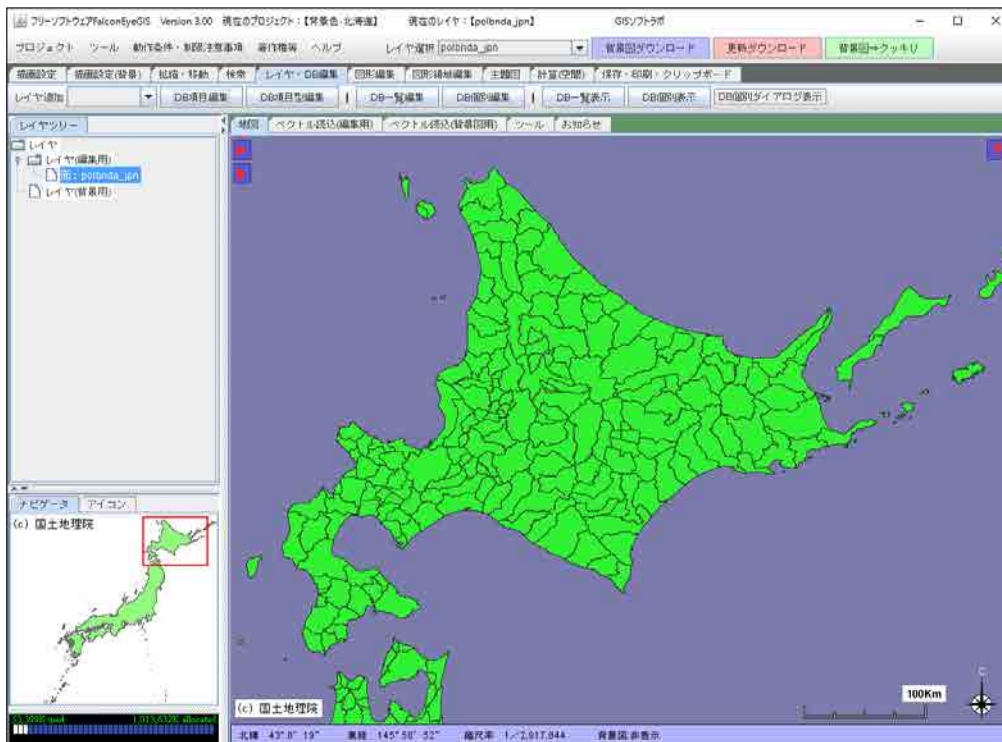 フリーソフトウェアFalconEyeGIS Version 3.00 現在のプロジェクト：【背景色-北海道】 現在のレイヤ：【polbnda_jpn】 GISソフトラボ
プロジェクト ツール 動作条件・制限注意事項 著作権等 ヘルプ レイヤ選択 polbnda_jpn 背景図ダウンロード 更新ダウンロード 背景図⇒クッキリ
描画設定 描画設定(背景) 拡縮・移動 検索 レイヤ・DB編集 図形編集 図形領域編集 主題図 計算(空間) 保存・印刷・クリップボード
レイヤ追加 DB項目編集 DB項目型編集 | DB一覧編集 DB個別編集 | DB一覧表示 DB個別表示 DB個別ダイアログ表示
レイヤツリー
地図 ベクトル読込(編集用) ベクトル読込(背景図用) ツール お知らせ
レイヤ
レイヤ(編集用)
面：polbnda_jpn
レイヤ(背景用)
ナビゲータ アイコン
(c) 国土地理院
1,013,632K allocated
100Km
(c) 国土地理院
北緯 43° 8' 19" 東経 145° 58' 52" 縮尺率 1／2,917,844 背景図:非表示